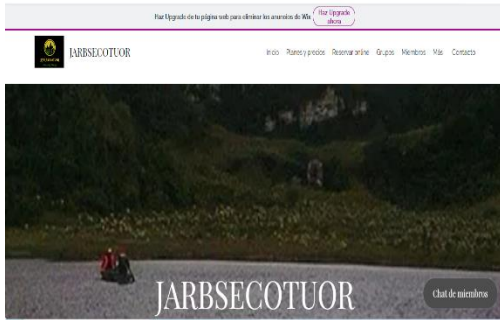 Haz Upgrade de tu página web para eliminar los anuncios de Wix
Haz Upgrade
ahora
JARBSECOTUOR
Inicio Planes y precios Reservar online Grupos Miembros Más Contacto
JARBSECOTUOR
Chat de miembros